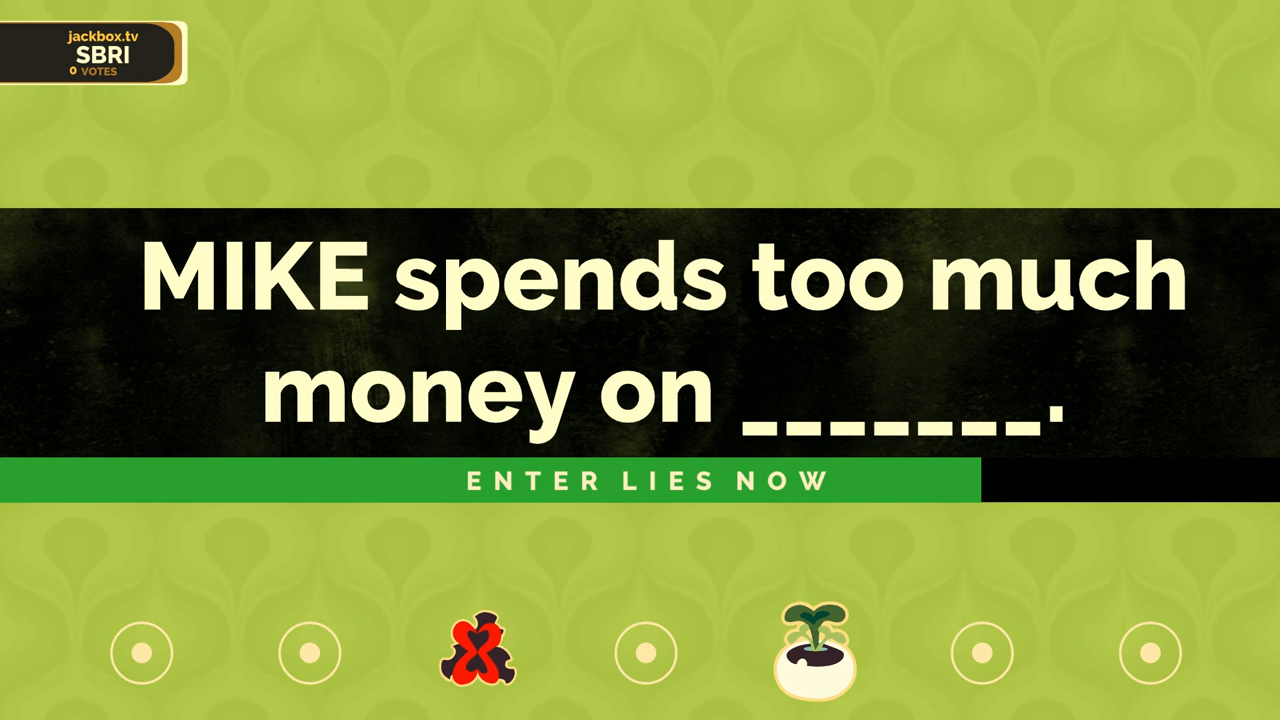 jackbox.tv
SBRI
0 VOTES
MIKE spends too much
money on _______.
ENTER LIES NOW